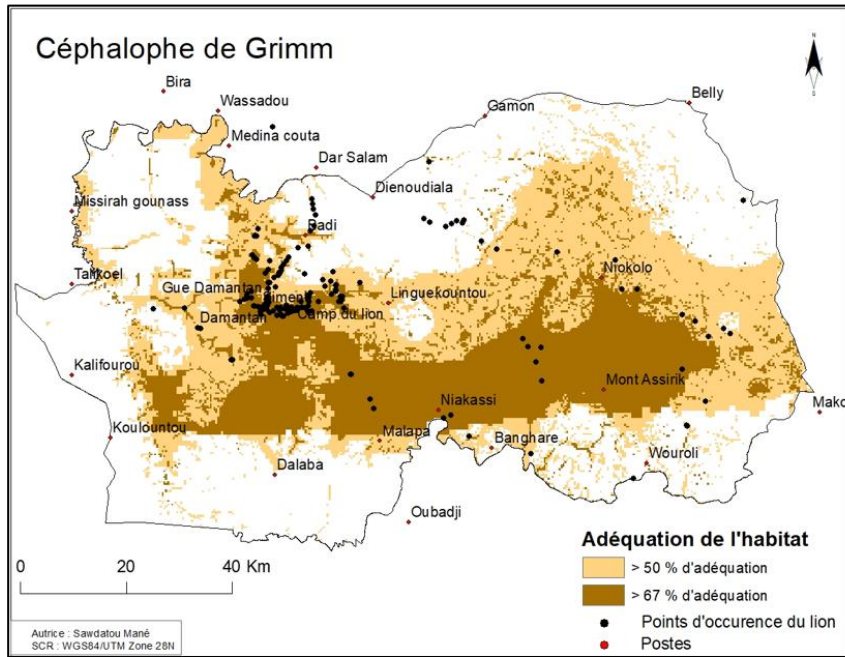 Céphalophe de Grimm
N
S
Bira
Wassadou
Belly
Gamon
Medina couta
Dar Salam
Dienoudiala
Missirah gounass
Badi
Niokolo
Gue Damantan
Linguekountou
Camp du lion
Damantan
Kalifourou
Mont Assirik
Niakassi
Mako
Koulountou
Malapa
Banghare
Wouroli
Dalaba
Oubadji
Adéquation de l'habitat
> 50 % d'adéquation
> 67 % d'adéquation
Points d'occurence du lion
Postes
0 20 40 Km
Autrice : Sawdatou Mané
SCR : WGS84/UTM Zone 28N